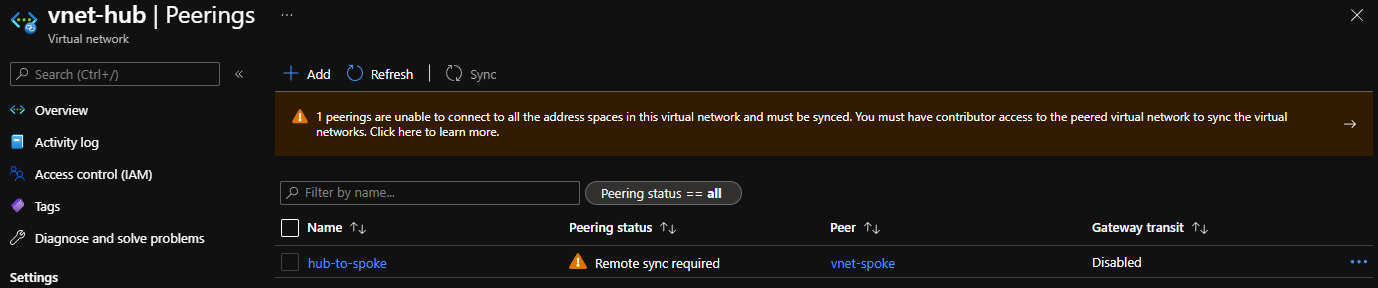 vnet-hub | Peerings ...
Virtual network
Search (Ctrl+/) «
Overview
Activity log
Access control (IAM)
Tags
Diagnose and solve problems
Settings
Add Refresh | Sync
1 peerings are unable to connect to all the address spaces in this virtual network and must be synced. You must have contributor access to the peered virtual network to sync the virtual
networks. Click here to learn more.
Filter by name... Peering status == all
Name Peering status Peer Gateway transit
hub-to-spoke Remote sync required vnet-spoke Disabled